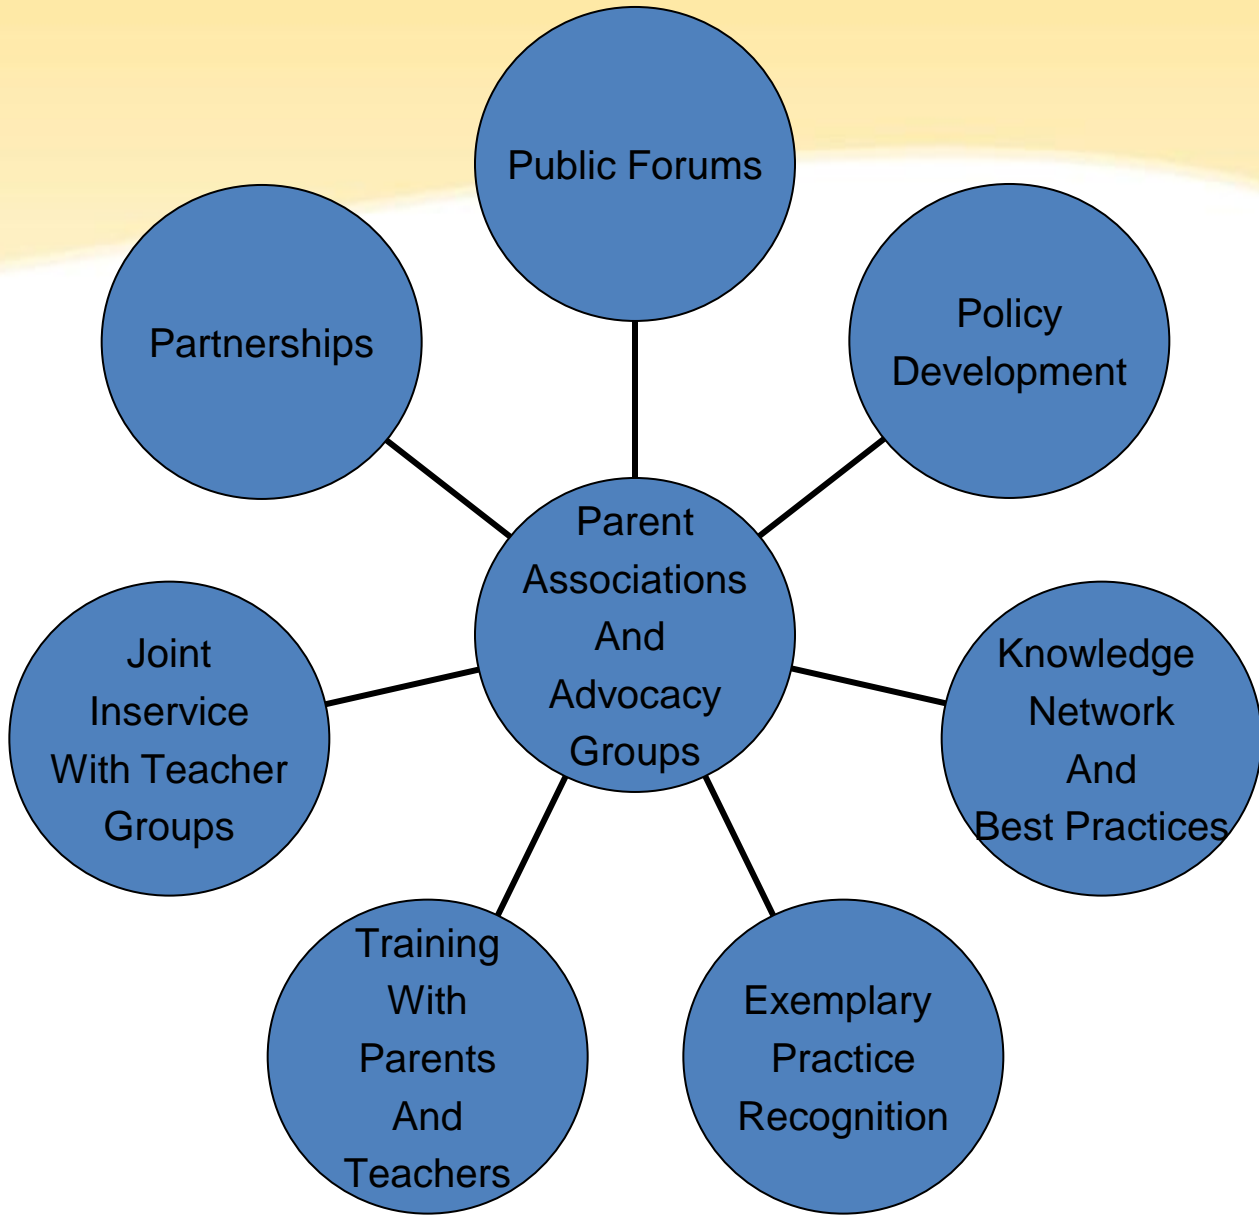 Public Forums
Partnerships
Policy
Development
Parent
Associations
And
Advocacy
Groups
Joint
Inservice
With Teacher
Groups
Knowledge
Network
And
Best Practices
Training
With
Parents
And
Teachers
Exemplary
Practice
Recognition